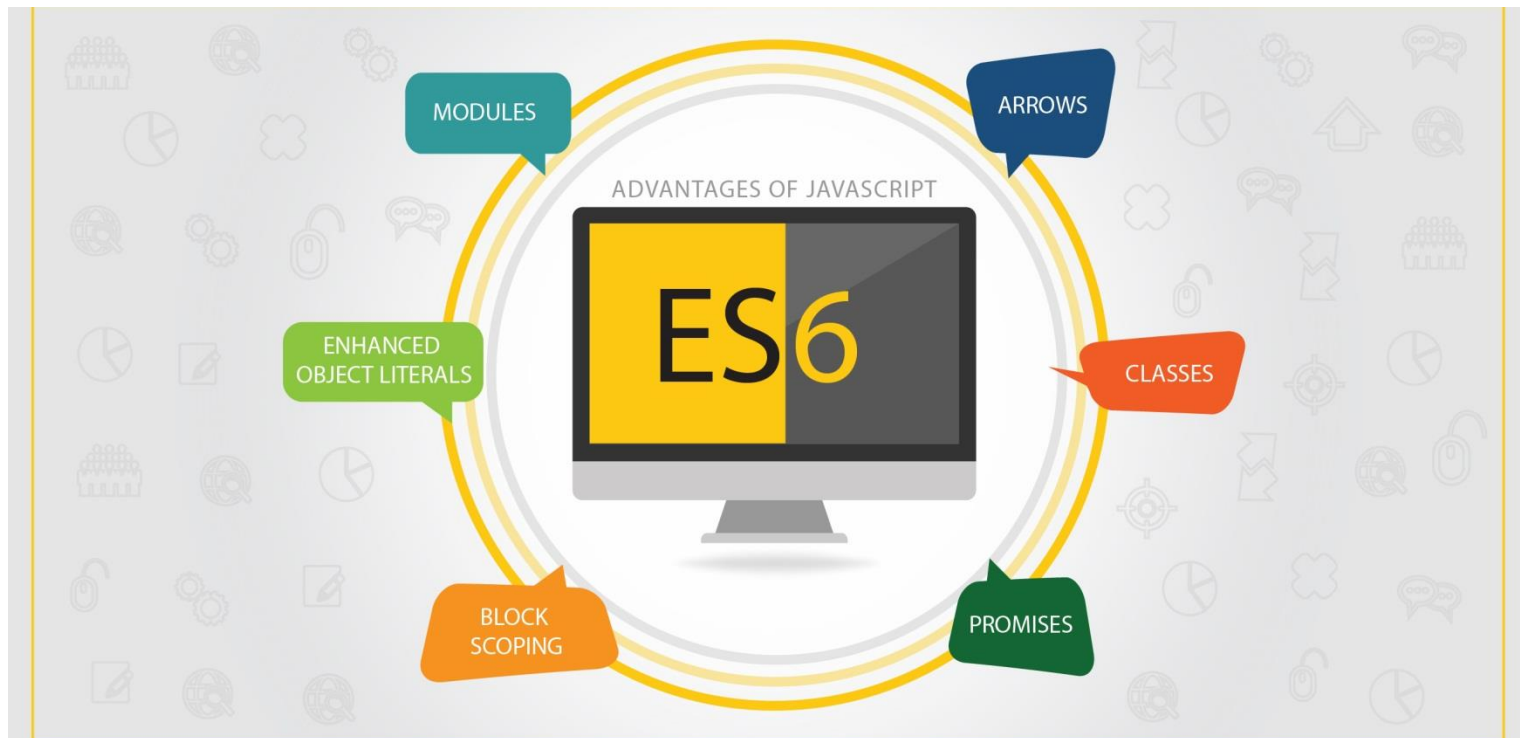 MODULES
ARROWS
ADVANTAGES OF JAVASCRIPT
ES6
ENHANCED
OBJECT LITERALS
CLASSES
BLOCK
SCOPING
PROMISES